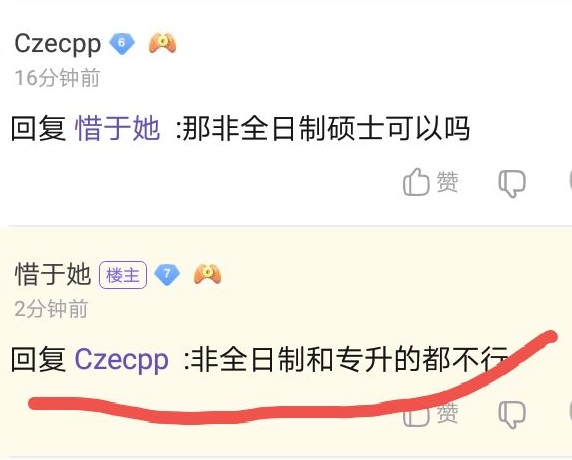 Czecpp 6
16分钟前
回复 惜于她 :那非全日制硕士可以吗
赞
惜于她 楼主 7
2分钟前
回复 Czecpp :非全日制和专升的都不行
赞